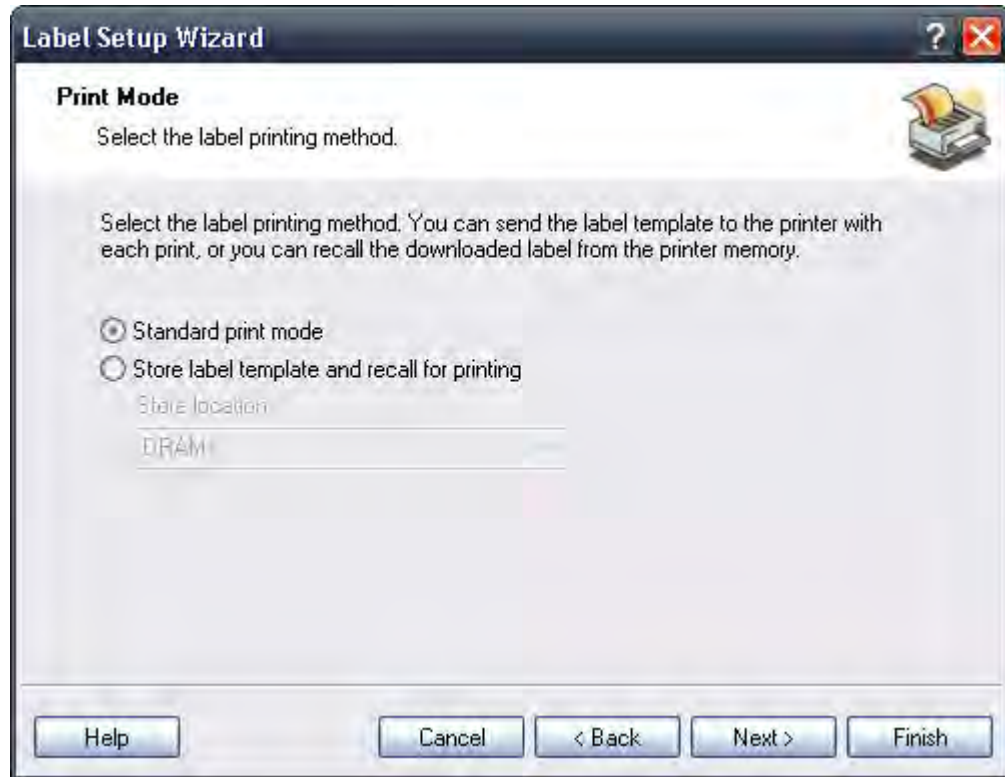 Label Setup Wizard
?
Print Mode
Select the label printing method.
Select the label printing method. You can send the label template to the printer with
each print, or you can recall the downloaded label from the printer memory.
Standard print mode
Store label template and recall for printing
Store location
DRAM
Help
Cancel
< Back
Next >
Finish